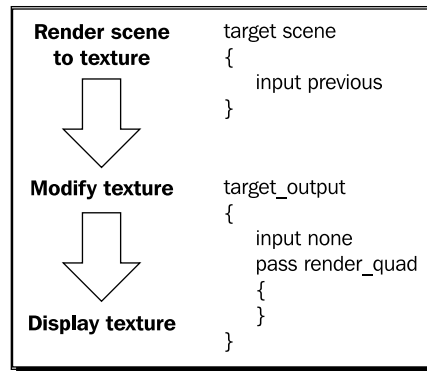 Render scene
to texture
target scene
{
input previous
}
Modify texture
target_output
{
input none
pass render_quad
{
}
Display texture
}